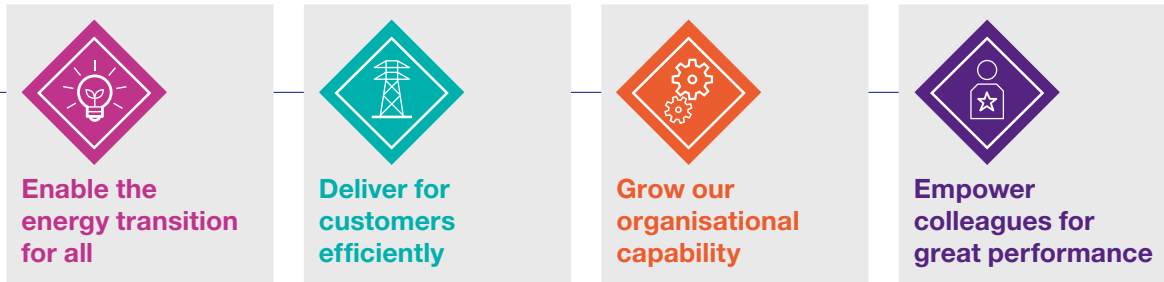 Enable the
energy transition
for all
Deliver for
customers
efficiently
Grow our
organisational
capability
Empower
colleagues for
great performance